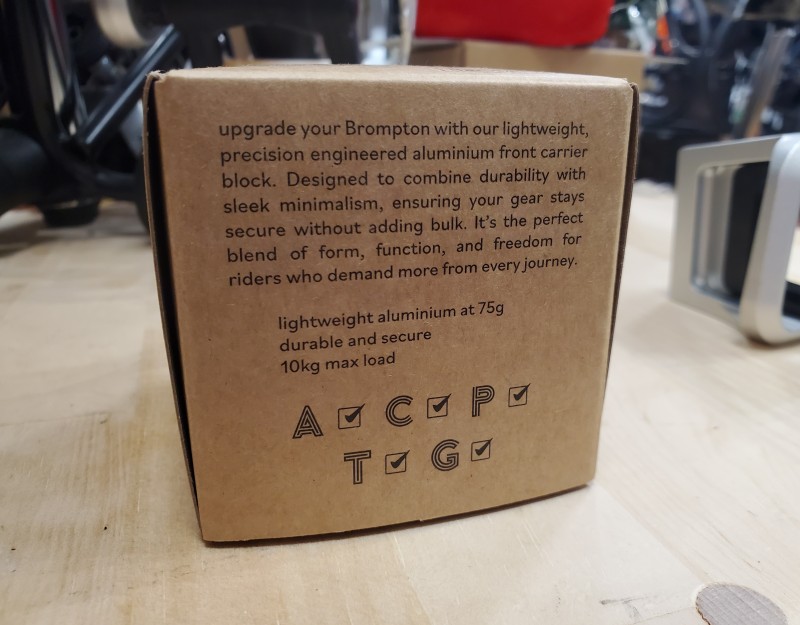 upgrade your Brompton with our lightweight,
precision engineered aluminium front carrier
block. Designed to combine durability with
sleek minimalism, ensuring your gear stays
secure without adding bulk. It's the perfect
blend of form, function, and freedom for
riders who demand more from every journey.
lightweight aluminium at 75g
durable and secure
10kg max load
A ☑ C ☑ P ☑
T ☑ G ☑